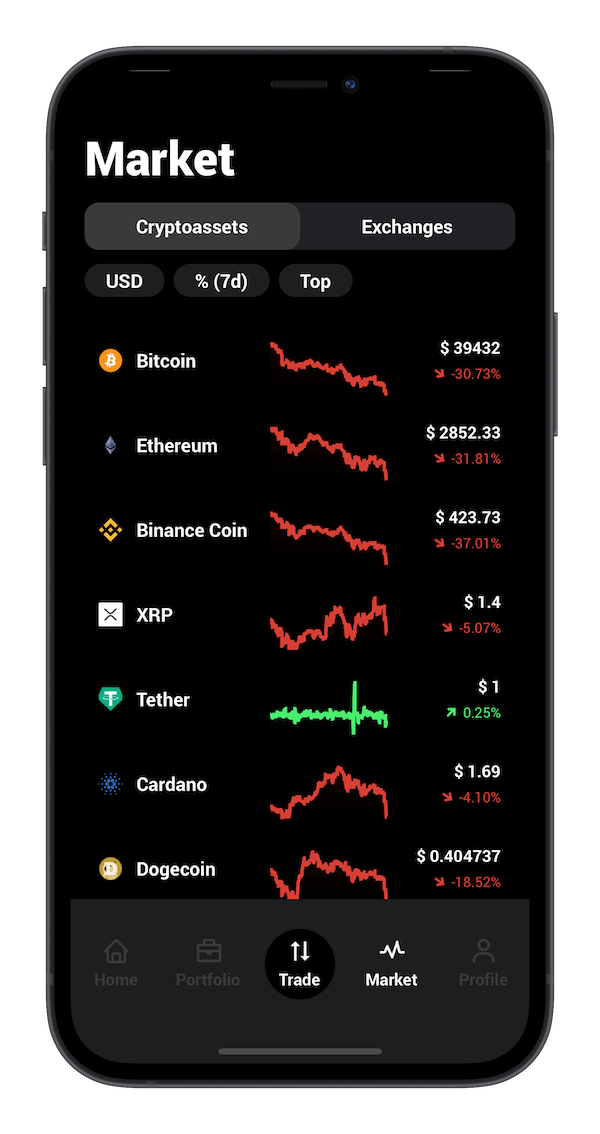 Market
Cryptoassets Exchanges
USD % (7d) Top
Bitcoin $ 39432
-30.73%
Ethereum $ 2852.33
-31.81%
Binance Coin $ 423.73
-37.01%
XRP $ 1.4
-5.07%
Tether $ 1
0.25%
Cardano $ 1.69
-4.10%
Dogecoin $ 0.404737
-18.52%
Home Portfolio Trade Market Profile